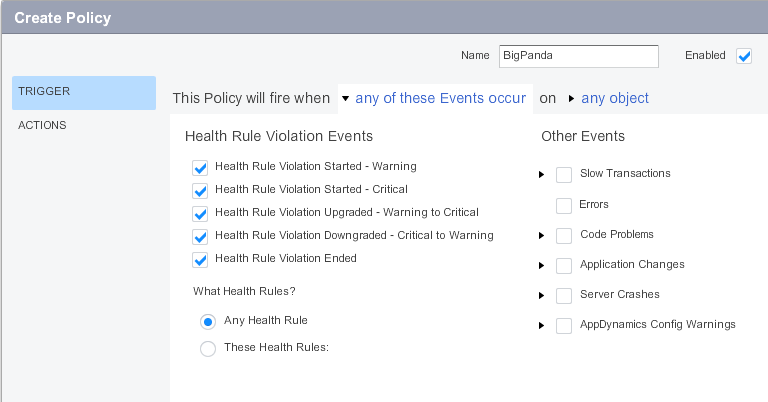 Create Policy
Name BigPanda Enabled
TRIGGER
ACTIONS
This Policy will fire when any of these Events occur on any object
Health Rule Violation Events
Health Rule Violation Started - Warning
Health Rule Violation Started - Critical
Health Rule Violation Upgraded - Warning to Critical
Health Rule Violation Downgraded - Critical to Warning
Health Rule Violation Ended
What Health Rules?
Any Health Rule
These Health Rules:
Other Events
Slow Transactions
Errors
Code Problems
Application Changes
Server Crashes
AppDynamics Config Warnings